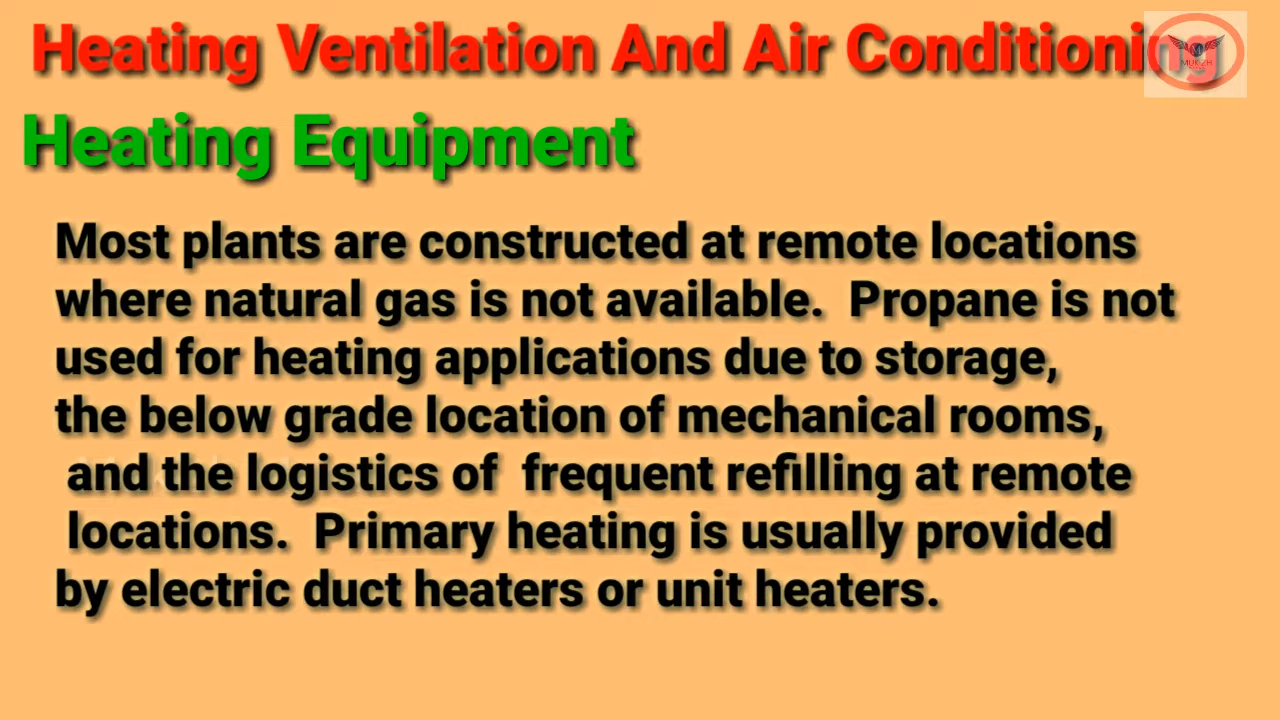 Heating Ventilation And Air Conditioning
Heating Equipment
Most plants are constructed at remote locations
where natural gas is not available. Propane is not
used for heating applications due to storage,
the below grade location of mechanical rooms,
and the logistics of frequent refilling at remote
locations. Primary heating is usually provided
by electric duct heaters or unit heaters.